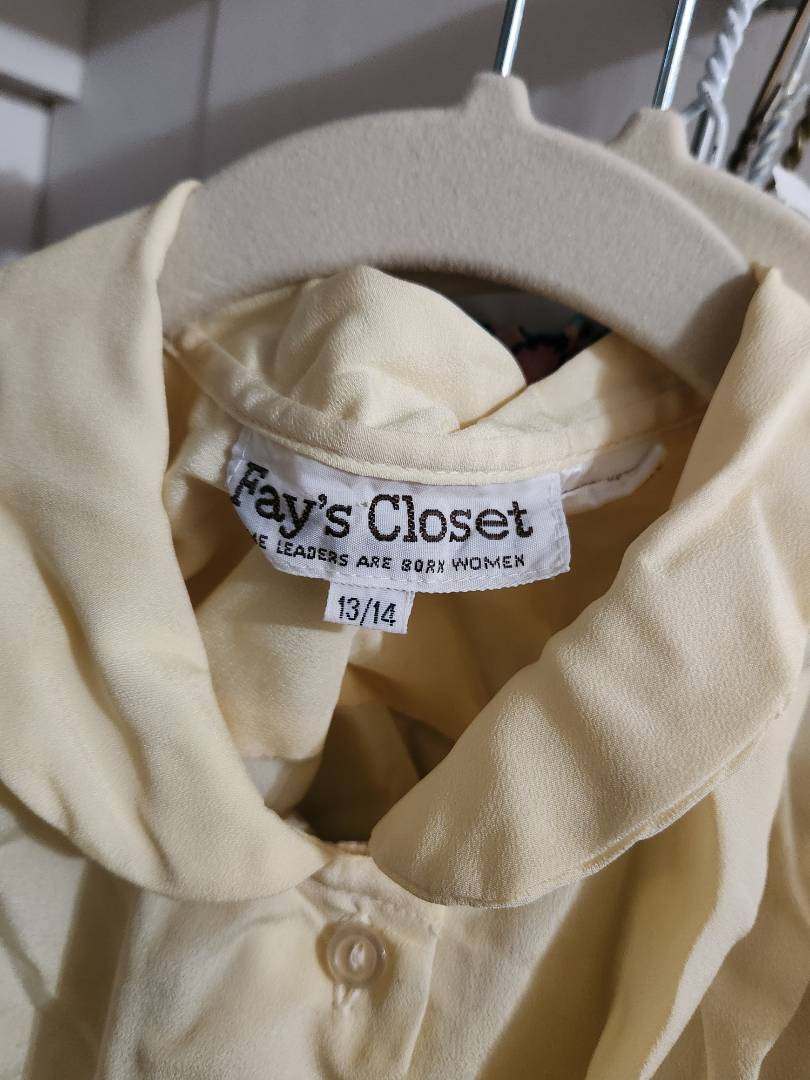 Fay's Closet
LEADERS ARE BORN WOMEN
13/14